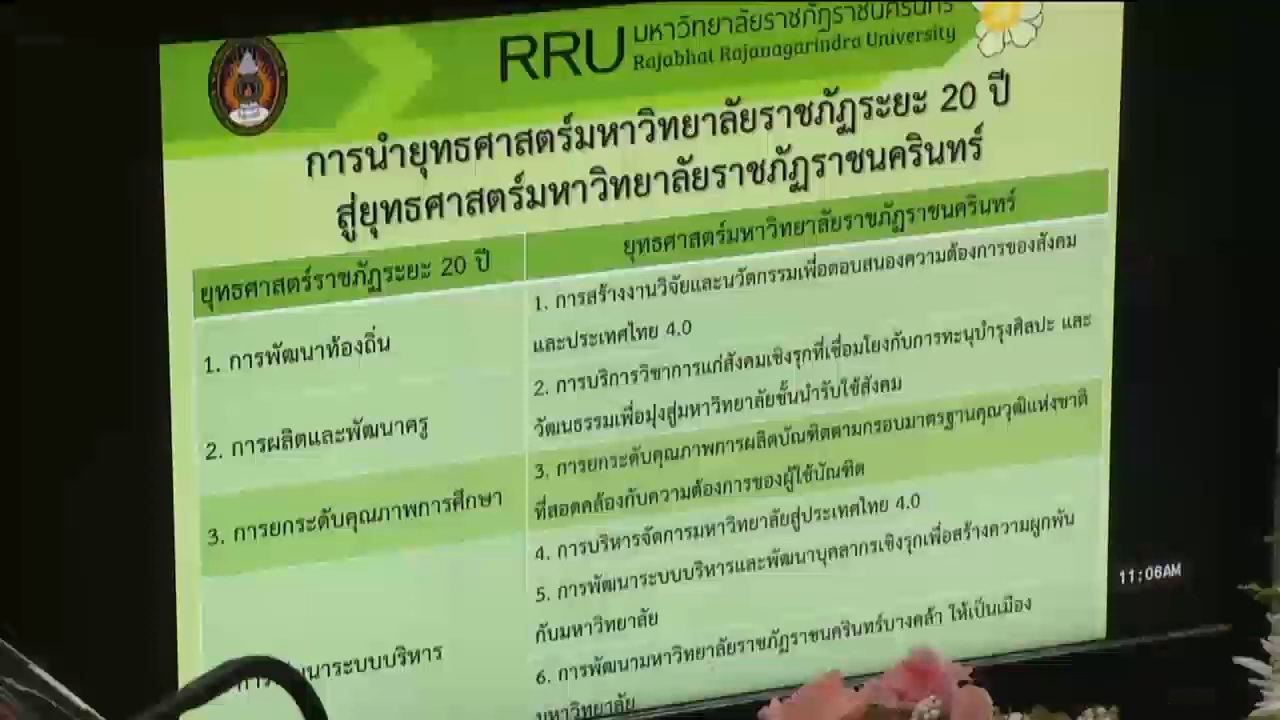 RRU มหาวิทยาลัยราชภัฏราชนครินทร์
Rajabhat Rajanagarindra University
การนำยุทธศาสตร์มหาวิทยาลัยราชภัฏระยะ 20 ปี
สู่ยุทธศาสตร์มหาวิทยาลัยราชภัฏราชนครินทร์
ยุทธศาสตร์ราชภัฏระยะ 20 ปี
1. การพัฒนาท้องถิ่น
2. การผลิตและพัฒนาครู
3. การยกระดับคุณภาพการศึกษา
นาระบบบริหาร
ยุทธศาสตร์มหาวิทยาลัยราชภัฏราชนครินทร์
1. การสร้างงานวิจัยและนวัตกรรมเพื่อตอบสนองความต้องการของสังคม
และประเทศไทย 4.0
2. การบริการวิชาการแก่สังคมเชิงรุกที่เชื่อมโยงกับการทะนุบำรุงศิลปะ และ
วัฒนธรรมเพื่อมุ่งสู่มหาวิทยาลัยชั้นนำรับใช้สังคม
3. การยกระดับคุณภาพการผลิตบัณฑิตตามกรอบมาตรฐานคุณวุฒิแห่งชาติ
ที่สอดคล้องกับความต้องการของผู้ใช้บัณฑิต
4. การบริหารจัดการมหาวิทยาลัยสู่ประเทศไทย 4.0
5. การพัฒนาระบบบริหารและพัฒนาบุคลากรเชิงรุกเพื่อสร้างความผูกพัน
กับมหาวิทยาลัย
6. การพัฒนามหาวิทยาลัยราชภัฏราชนครินทร์บางคล้า ให้เป็นเมือง
มหาวิทยาลัย
11:06AM